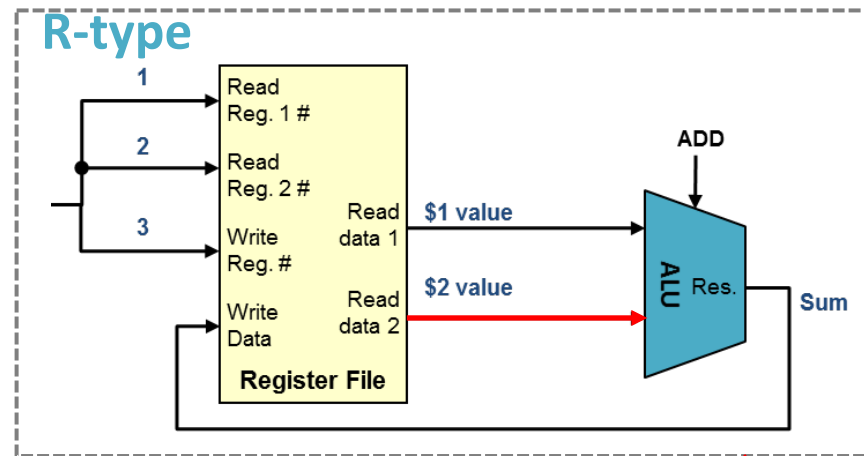 R-type
1
Read
Reg. 1 #
2
Read
Reg. 2 #
3
Write
Reg. #
Write
Data
Read
data 1
Read
data 2
Register File
$1 value
$2 value
ADD
ALU
Res.
Sum